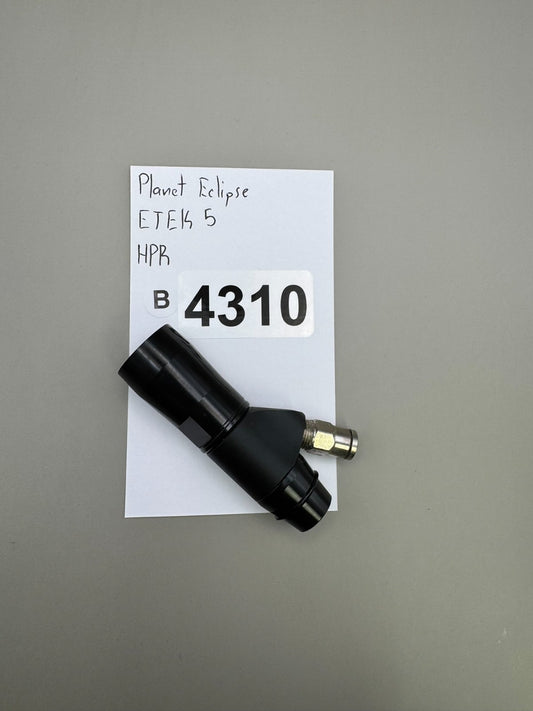 Planet Eclipse
ETEK 5
HPR
B 4310